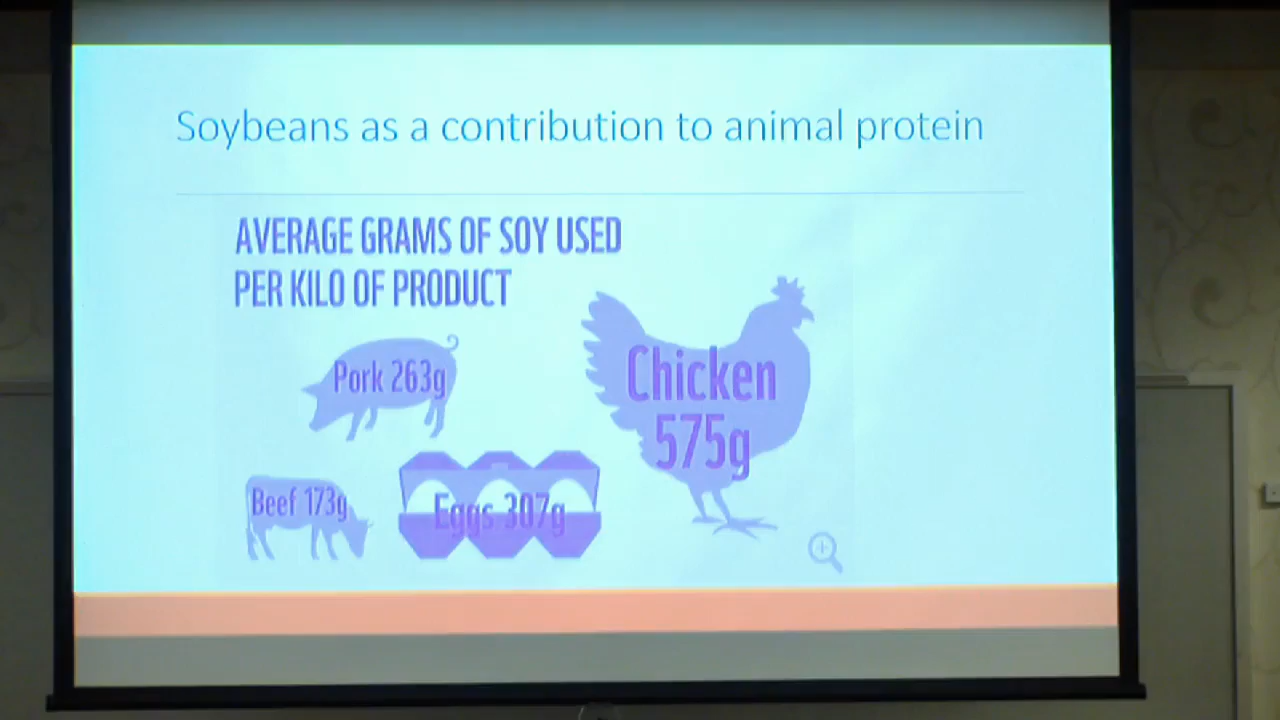 Soybeans as a contribution to animal protein
AVERAGE GRAMS OF SOY USED
PER KILO OF PRODUCT
Pork 263g
Chicken
575g
Beef 173g
Eggs 307g